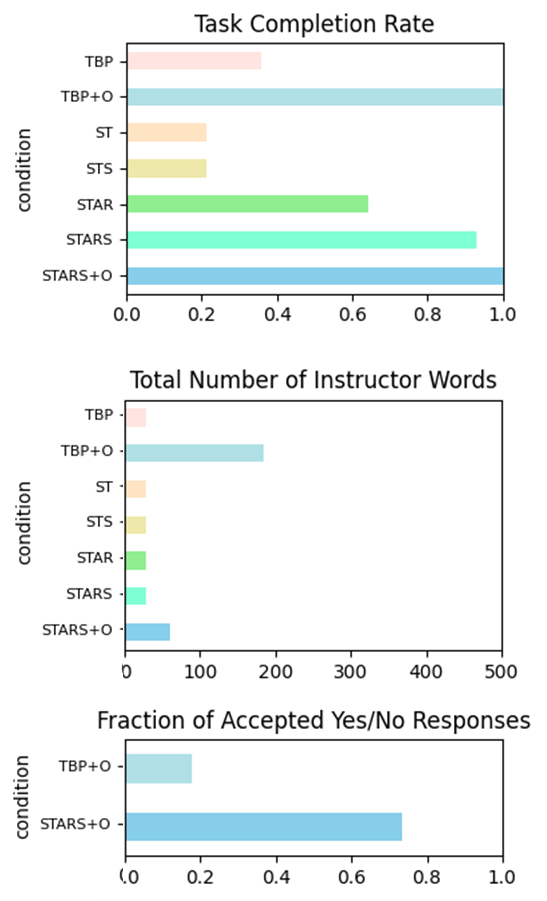 Task Completion Rate
condition
TBP
TBP+O
ST
STS
STAR
STARS
STARS+O
0.0 0.2 0.4 0.6 0.8 1.0
Total Number of Instructor Words
condition
TBP
TBP+O
ST
STS
STAR
STARS
STARS+O
0 100 200 300 400 500
Fraction of Accepted Yes/No Responses
condition
TBP+O
STARS+O
0.0 0.2 0.4 0.6 0.8 1.0